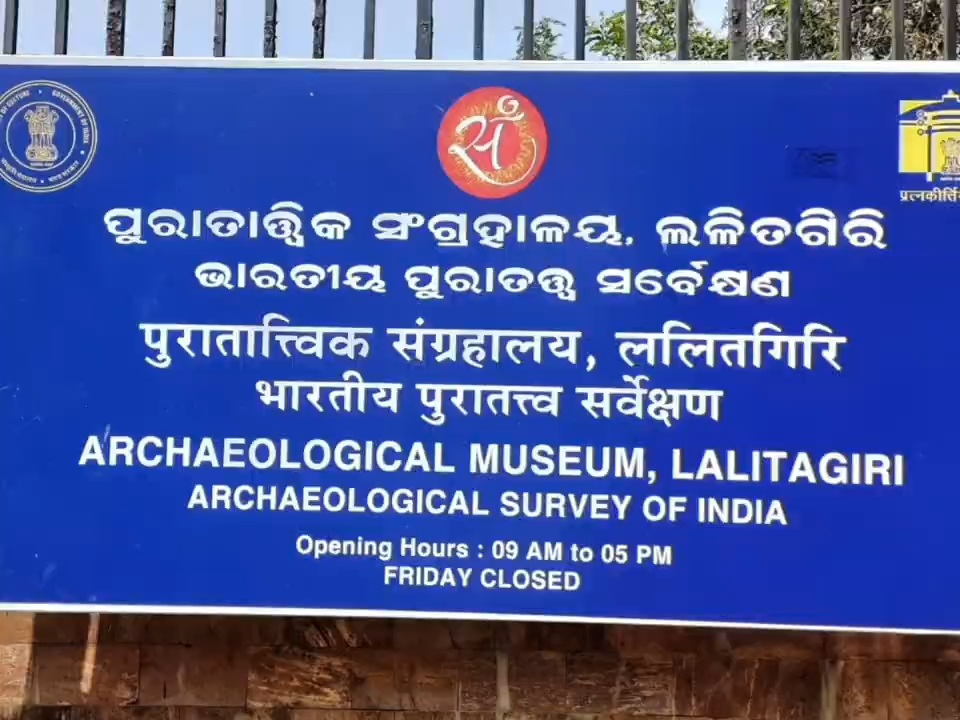 ପୁରାତାତ୍ତ୍ୱିକ ସଂଗ୍ରହାଳୟ, ଲଳିତଗିରି
ଭାରତୀୟ ପୁରାତତ୍ତ୍ୱ ସର୍ବେକ୍ଷଣ
पुरातात्त्विक संग्रहालय, ललितगिरि
भारतीय पुरातत्त्व सर्वेक्षण
ARCHAEOLOGICAL MUSEUM, LALITAGIRI
ARCHAEOLOGICAL SURVEY OF INDIA
Opening Hours : 09 AM to 05 PM
FRIDAY CLOSED